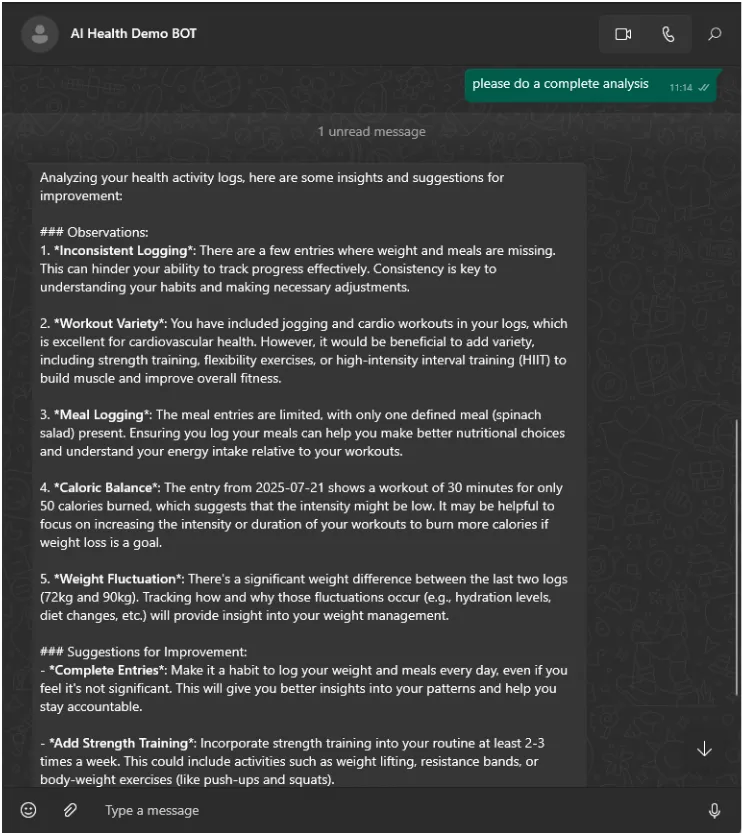 AI Health Demo BOT
please do a complete analysis
11:14
1 unread message
Analyzing your health activity logs, here are some insights and suggestions for
improvement:
### Observations:
1. *Inconsistent Logging*: There are a few entries where weight and meals are missing.
This can hinder your ability to track progress effectively. Consistency is key to
understanding your habits and making necessary adjustments.
2. *Workout Variety*: You have included jogging and cardio workouts in your logs, which
is excellent for cardiovascular health. However, it would be beneficial to add variety,
including strength training, flexibility exercises, or high-intensity interval training (HIIT) to
build muscle and improve overall fitness.
3. *Meal Logging*: The meal entries are limited, with only one defined meal (spinach
salad) present. Ensuring you log your meals can help you make better nutritional choices
and understand your energy intake relative to your workouts.
4. *Caloric Balance*: The entry from 2025-07-21 shows a workout of 30 minutes for only
50 calories burned, which suggests that the intensity might be low. It may be helpful to
focus on increasing the intensity or duration of your workouts to burn more calories if
weight loss is a goal.
5. *Weight Fluctuation*: There's a significant weight difference between the last two logs
(72kg and 90kg). Tracking how and why those fluctuations occur (e.g., hydration levels,
diet changes, etc.) will provide insight into your weight management.
### Suggestions for Improvement:
- *Complete Entries*: Make it a habit to log your weight and meals every day, even if you
feel it's not significant. This will give you better insights into your patterns and help you
stay accountable.
- *Add Strength Training*: Incorporate strength training into your routine at least 2-3
times a week. This could include activities such as weight lifting, resistance bands, or
body-weight exercises (like push-ups and squats).
Type a message